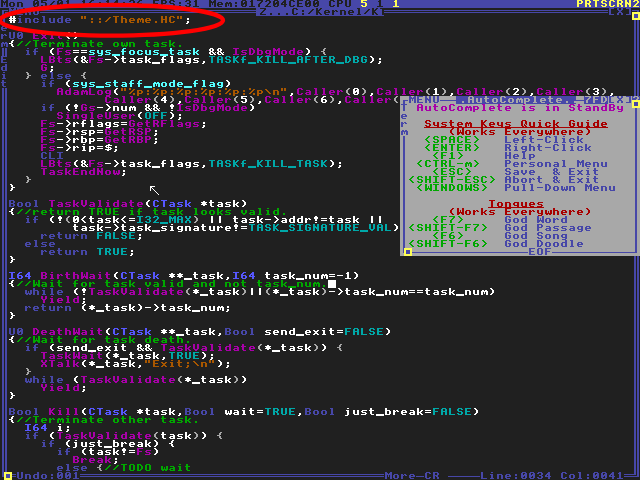 Mon 05/01 FPS:31 Mem:017204CE00 CPU 5 1 1 PRTSCRN2
MENU Z...C:/Kernel/K [X]
#include "::/Theme.HC";
U0 Exit()
{//Terminate own task.
if (Fs==sys_focus_task && IsDbgMode) {
LBts(&Fs->task_flags,TASKf_KILL_AFTER_DBG);
B;
} else {
if (sys_staff_mode_flag)
AdamLog("%p:%p:%p:%p:%p:%p\n",Caller(0),Caller(1),Caller(2),Caller(3),
Caller(4),Caller(5),Caller(6),Caller
if (!Gs->num && !IsDbgMode)
SingleUser(OFF);
Fs->rflags=GetRFlags;
Fs->rsp=GetRSP;
Fs->rbp=GetRBP;
Fs->rip=$;
CLI
LBts(&Fs->task_flags,TASKf_KILL_TASK);
TaskEndNow;
}
}
MENU .AutoComplete. 7FD[X]
AutoComplete is in StandBy
System Keys Quick Guide
(Works Everywhere)
<SPACE> Left-Click
<ENTER> Right-Click
<F1> Help
<CTRL-m> Personal Menu
<ESC> Save & Exit
<SHIFT-ESC> Abort & Exit
<WINDOWS> Pull-Down Menu
Tongues
(Works Everywhere)
<F7> God Word
<SHIFT-F7> God Passage
<F6> God Song
<SHIFT-F6> God Doodle
EOF
Bool TaskValidate(CTask *task)
{//return TRUE if task looks valid.
if (!(0<task<=I32_MAX) || task->addr!=task ||
task->task_signature!=TASK_SIGNATURE_VAL)
return FALSE;
else
return TRUE;
}
I64 BirthWait(CTask **_task,I64 task_num=-1)
{//Wait for task valid and not task_num.
while (!TaskValidate(*_task)||(*_task)->task_num==task_num)
Yield;
return (*_task)->task_num;
}
U0 DeathWait(CTask **_task,Bool send_exit=FALSE)
{//Wait for task death.
if (send_exit && TaskValidate(*_task)) {
TaskWait(*_task,TRUE);
XTalk(*_task,"Exit;\n");
}
while (TaskValidate(*_task))
Yield;
}
Bool Kill(CTask *task,Bool wait=TRUE,Bool just_break=FALSE)
{//Terminate other task.
I64 i;
if (TaskValidate(task)) {
if (just_break) {
if (task!=Fs)
Break;
else {//TODO wait
Undo:001 More-CR Line:0034 Col:0041